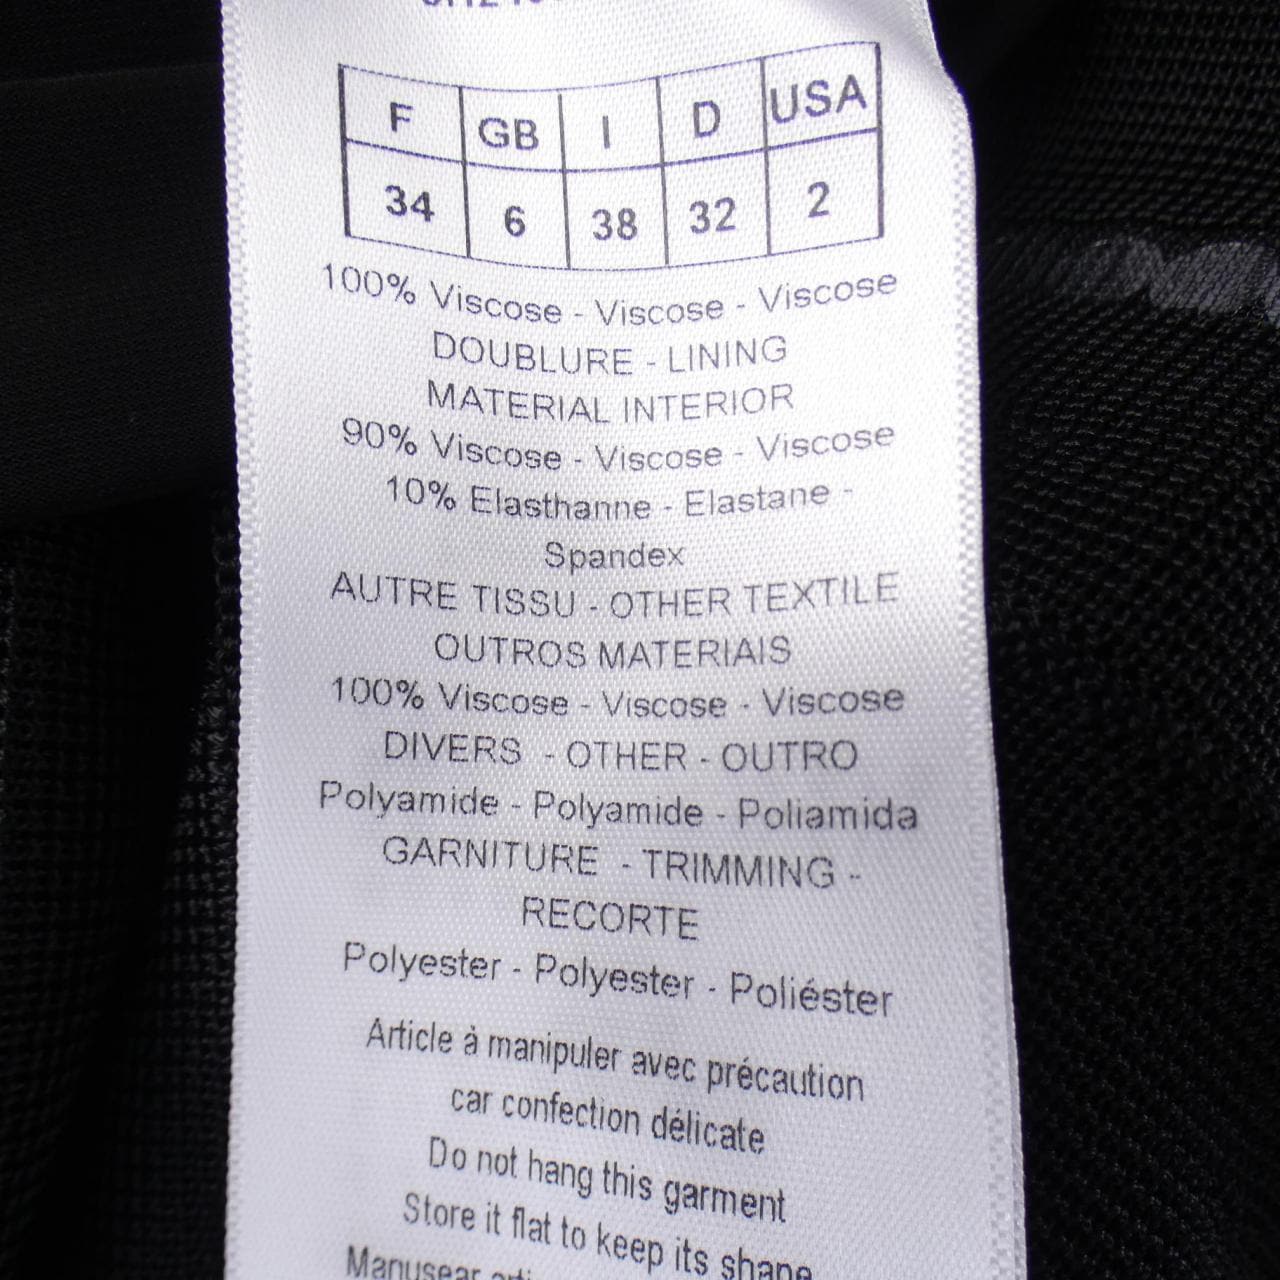 F GB I D USA
34 6 38 32 2
100% Viscose - Viscose - Viscose
DOUBLURE - LINING
MATERIAL INTERIOR
90% Viscose - Viscose - Viscose
10% Elasthanne - Elastane -
Spandex
AUTRE TISSU - OTHER TEXTILE
OUTROS MATERIAIS
100% Viscose - Viscose - Viscose
DIVERS - OTHER - OUTRO
Polyamide - Polyamide - Poliamida
GARNITURE - TRIMMING -
RECORTE
Polyester - Polyester - Poliéster
Article à manipuler avec précaution
car confection délicate
Do not hang this garment
Store it flat to keep its shape
Manusear